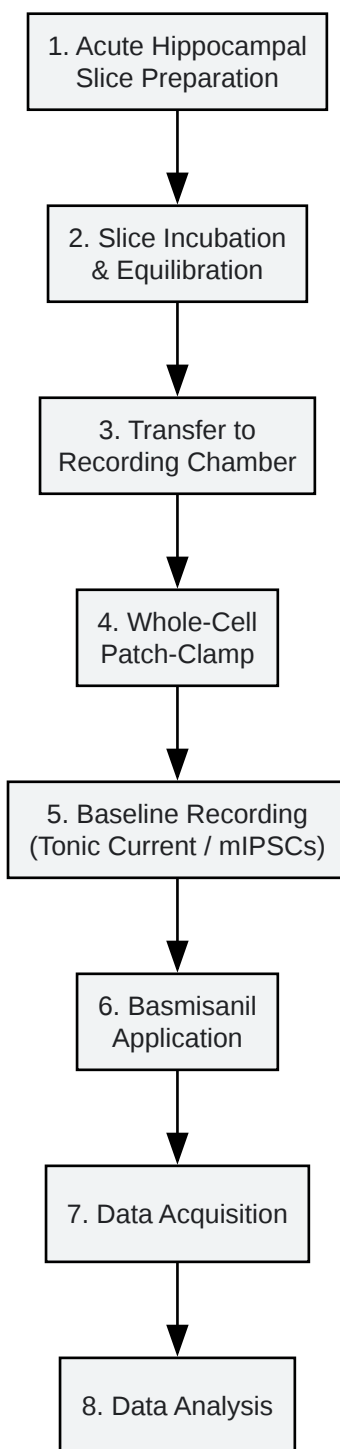 1. Acute Hippocampal
Slice Preparation
2. Slice Incubation
& Equilibration
3. Transfer to
Recording Chamber
4. Whole-Cell
Patch-Clamp
5. Baseline Recording
(Tonic Current / mIPSCs)
6. Basmisanil
Application
7. Data Acquisition
8. Data Analysis